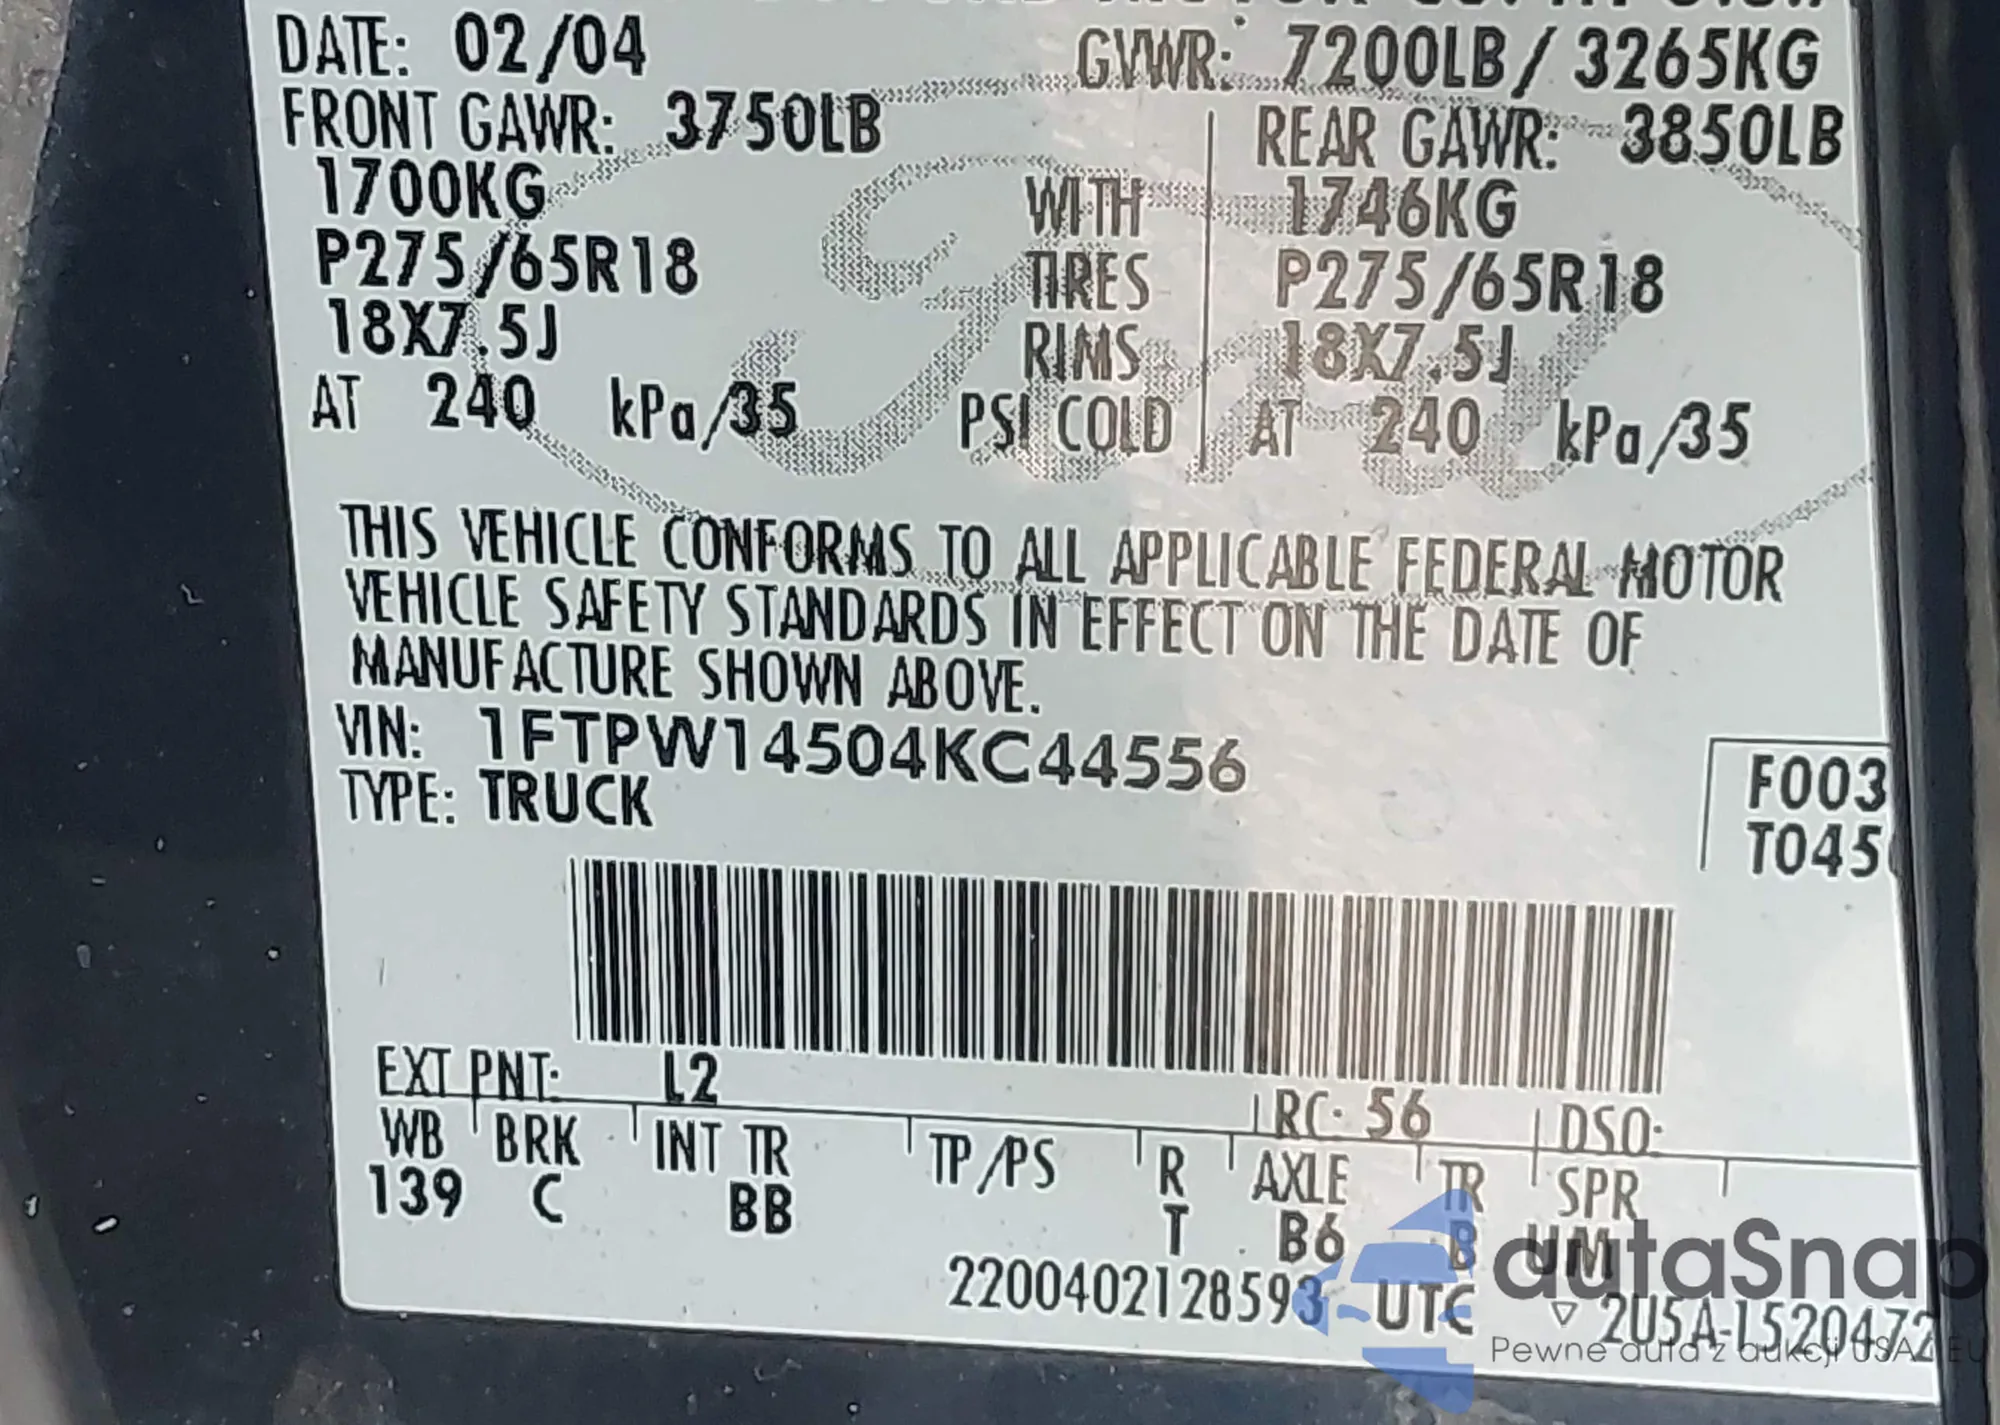 DATE: 02/04 GVWR: 7200LB/ 3265KG
FRONT GAWR: 3750LB REAR GAWR: 3850LB
1700KG WITH 1746KG
P275/65R18 TIRES P275/65R18
18X7.5J RIMS 18X7.5J
AT 240 kPa/35 PSI COLD AT 240 kPa/35
THIS VEHICLE CONFORMS TO ALL APPLICABLE FEDERAL MOTOR
VEHICLE SAFETY STANDARDS IN EFFECT ON THE DATE OF
MANUFACTURE SHOWN ABOVE.
VIN: 1FTPW14504KC44556
TYPE: TRUCK
F003
T045
EXT PNT: L2 RC: 56 DSO:
WB BRK INT TR TP/PS R AXLE TR SPR
139 C BB T B6 B UM
2200402128593 UTC ▽ 2U5A-1520472
Ford
autaSnap
Pewne auta z aukcji USA i EU